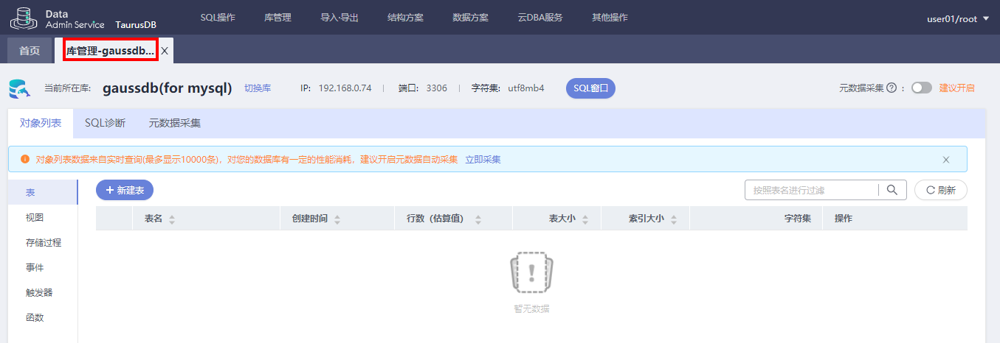 Data
Admin Service TaurusDB
SQL操作 库管理 导入·导出 结构方案 数据方案 云DBA服务 其他操作
user01/root
首页 库管理-gaussdb... X
当前所在库: gaussdb(for mysql) 切换库 IP: 192.168.0.74 | 端口: 3306 | 字符集: utf8mb4 SQL窗口 元数据采集 ? : 建议开启
对象列表 SQL诊断 元数据采集
对象列表数据来自实时查询(最多显示10000条)，对您的数据库有一定的性能消耗，建议开启元数据自动采集 立即采集 X
表
视图
存储过程
事件
触发器
函数
+ 新建表 按照表名进行过滤 刷新
表名 创建时间 行数（估算值） 表大小 索引大小 字符集 操作
暂无数据